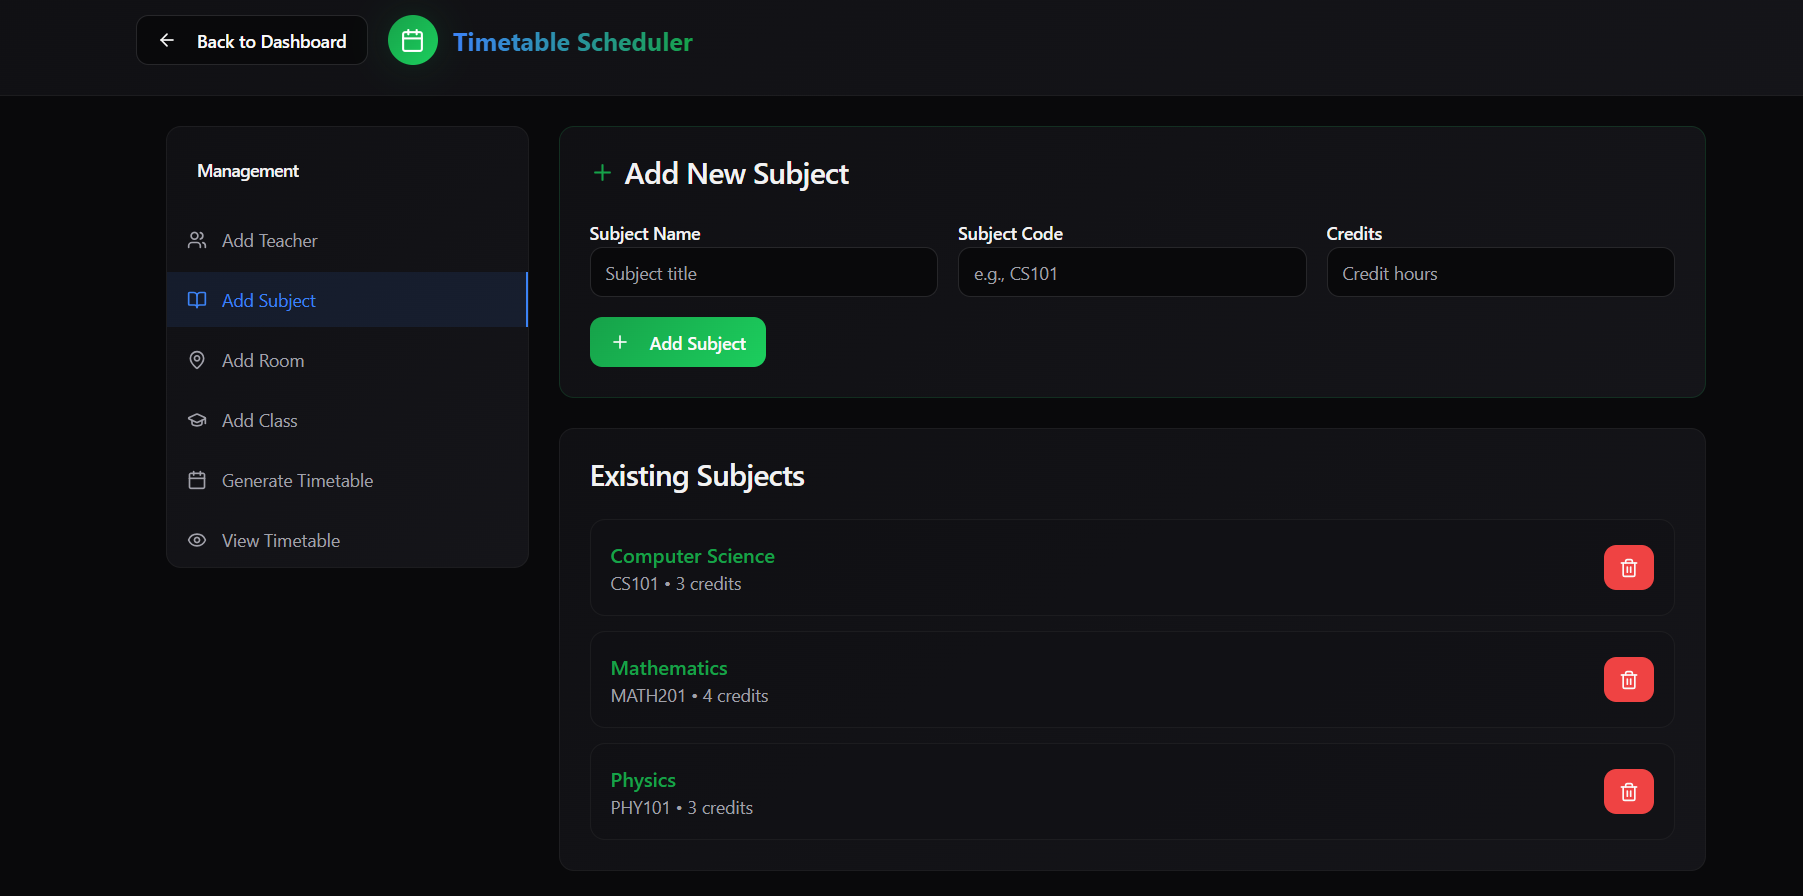 Back to Dashboard
Timetable Scheduler
Management
Add Teacher
Add Subject
Add Room
Add Class
Generate Timetable
View Timetable
Add New Subject
Subject Name
Subject Code
Credits
Subject title
e.g., CS101
Credit hours
Add Subject
Existing Subjects
Computer Science
CS101 • 3 credits
Mathematics
MATH201 • 4 credits
Physics
PHY101 • 3 credits